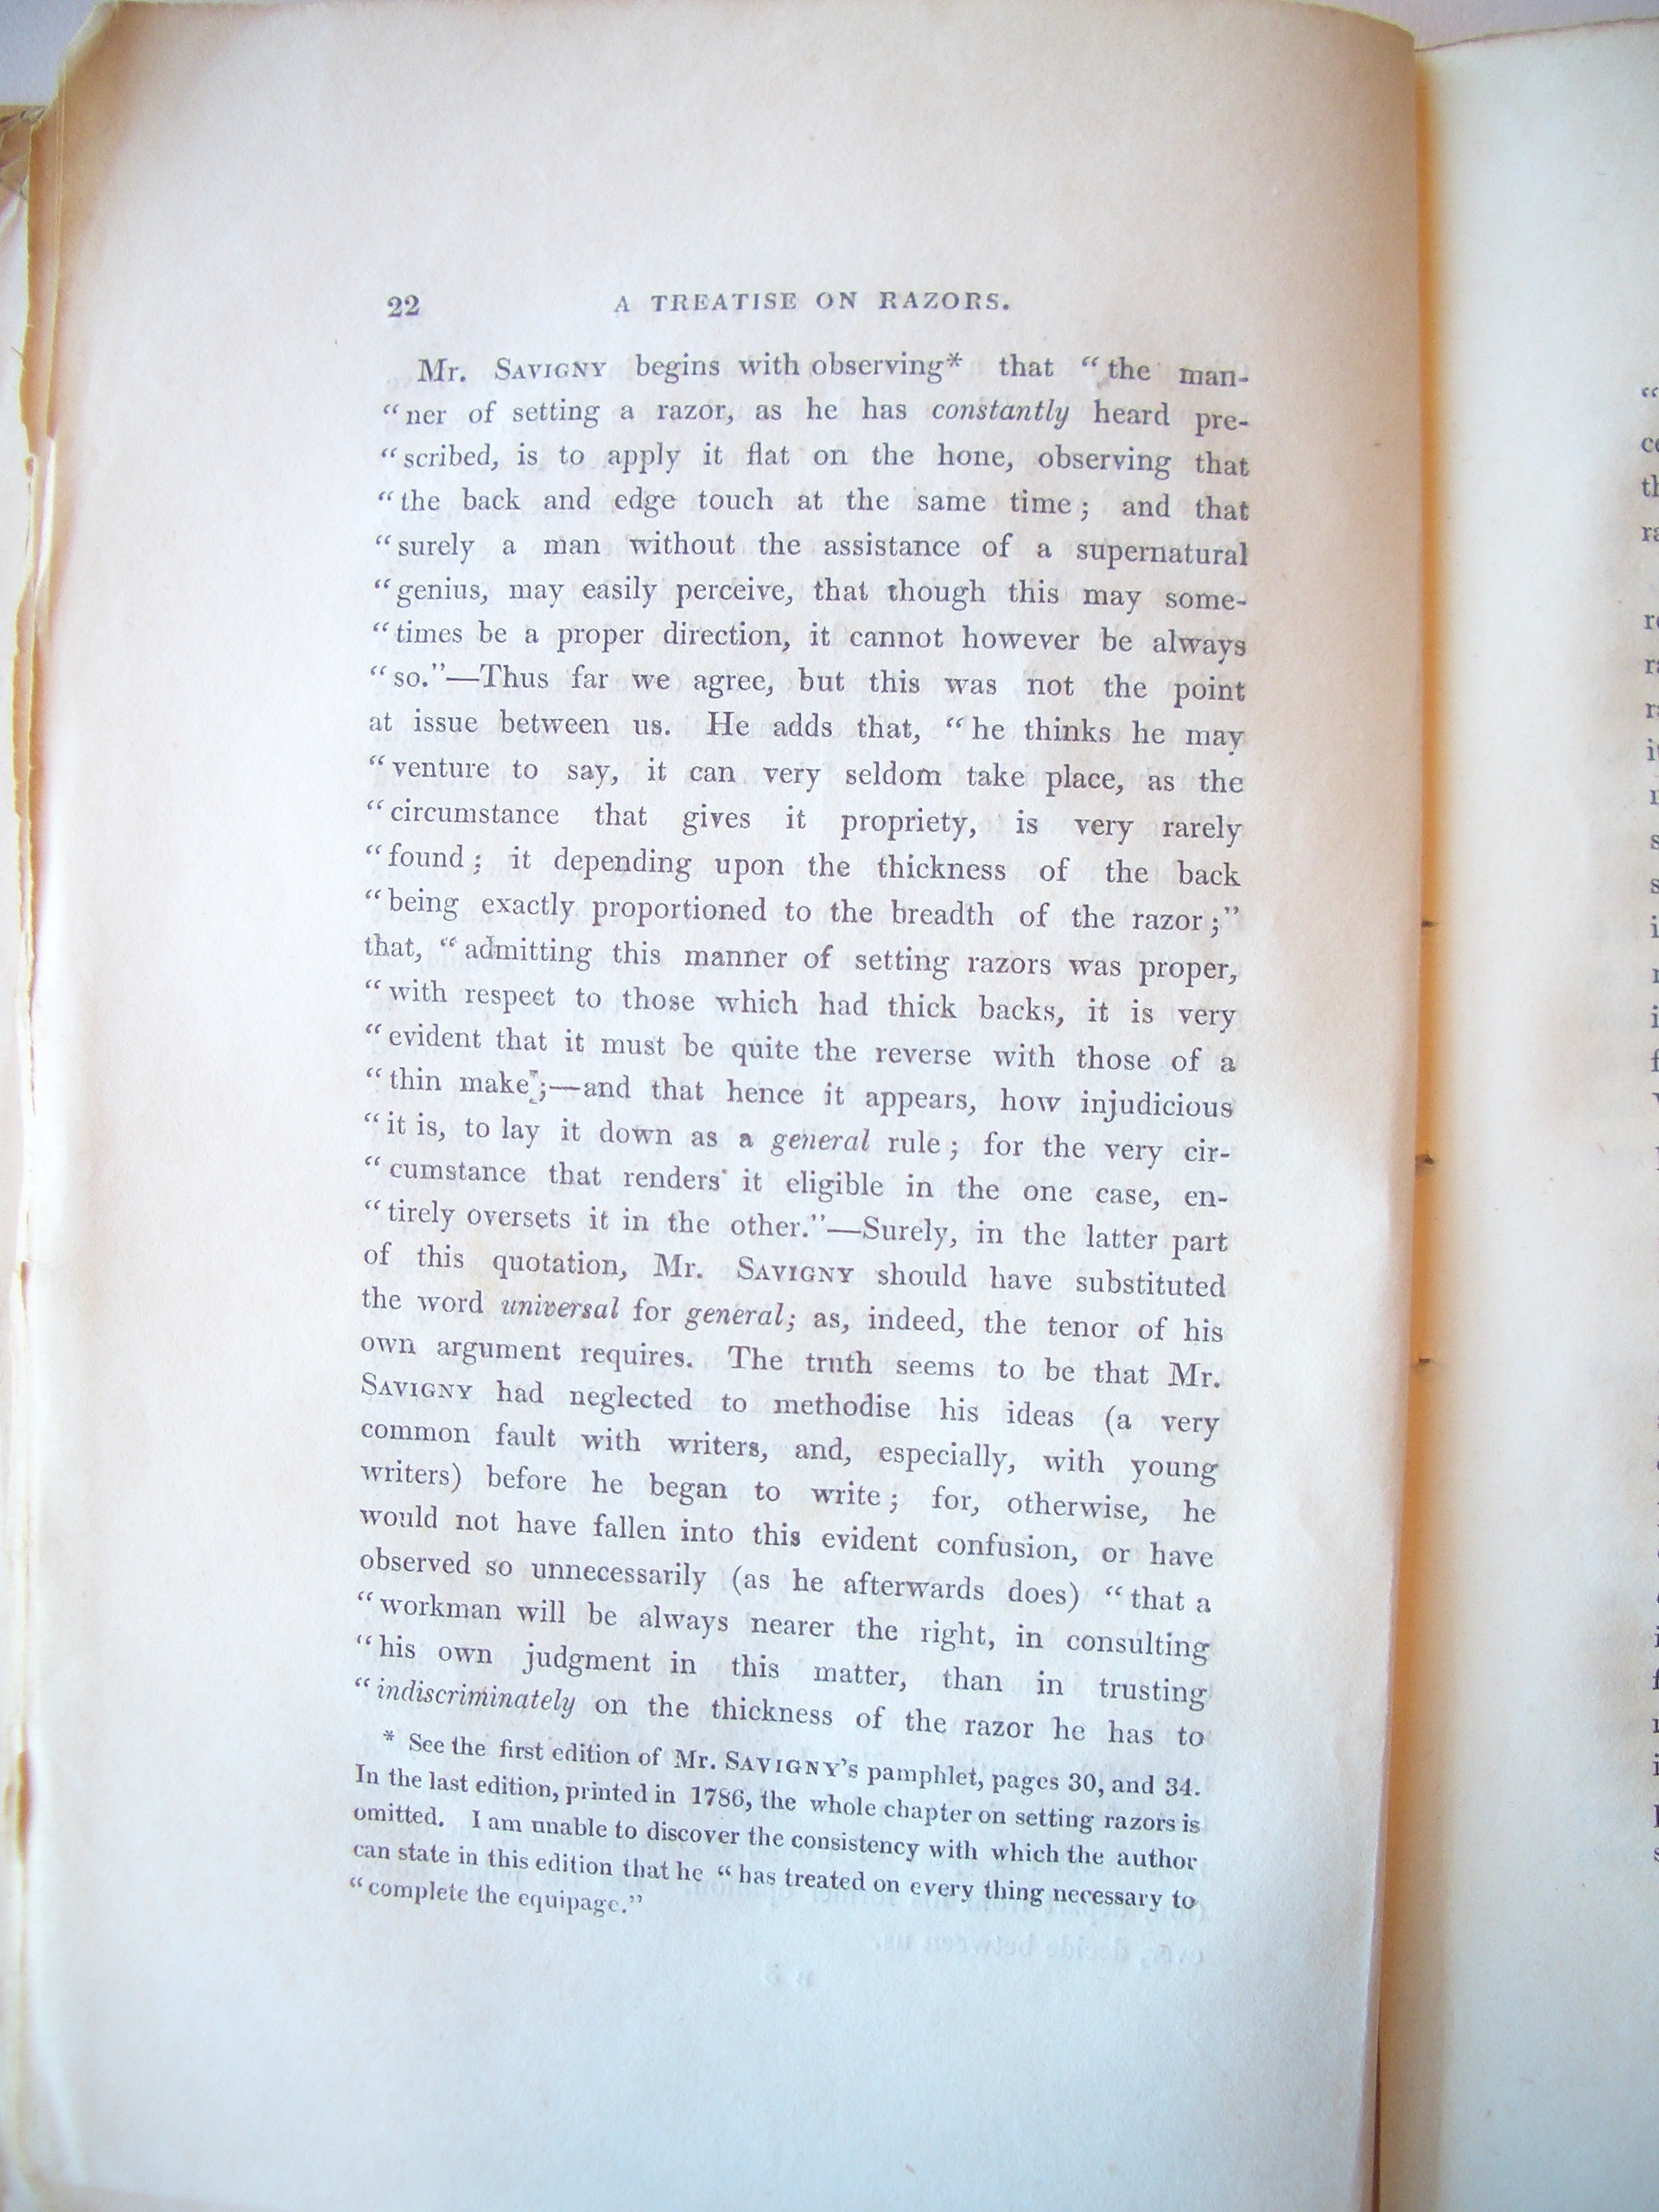 22 A TREATISE ON RAZORS.
Mr. SAVIGNY begins with observing* that “the man-
“ner of setting a razor, as he has constantly heard pre-
“scribed, is to apply it flat on the hone, observing that
“the back and edge touch at the same time; and that
“surely a man without the assistance of a supernatural
“genius, may easily perceive, that though this may some-
“times be a proper direction, it cannot however be always
“so.”—Thus far we agree, but this was not the point
at issue between us. He adds that, “he thinks he may
“venture to say, it can very seldom take place, as the
“circumstance that gives it propriety, is very rarely
“found; it depending upon the thickness of the back
“being exactly proportioned to the breadth of the razor;”
that, “admitting this manner of setting razors was proper,
“with respect to those which had thick backs, it is very
“evident that it must be quite the reverse with those of a
“thin make”;—and that hence it appears, how injudicious
“it is, to lay it down as a general rule; for the very cir-
“cumstance that renders it eligible in the one case, en-
“tirely oversets it in the other.”—Surely, in the latter part
of this quotation, Mr. SAVIGNY should have substituted
the word universal for general; as, indeed, the tenor of his
own argument requires. The truth seems to be that Mr.
SAVIGNY had neglected to methodise his ideas (a very
common fault with writers, and, especially, with young
writers) before he began to write; for, otherwise, he
would not have fallen into this evident confusion, or have
observed so unnecessarily (as he afterwards does) “that a
“workman will be always nearer the right, in consulting
“his own judgment in this matter, than in trusting
“indiscriminately on the thickness of the razor he has to
* See the first edition of Mr. SAVIGNY’S pamphlet, pages 30, and 34.
In the last edition, printed in 1786, the whole chapter on setting razors is
omitted. I am unable to discover the consistency with which the author
can state in this edition that he “has treated on every thing necessary to
“complete the equipage.”